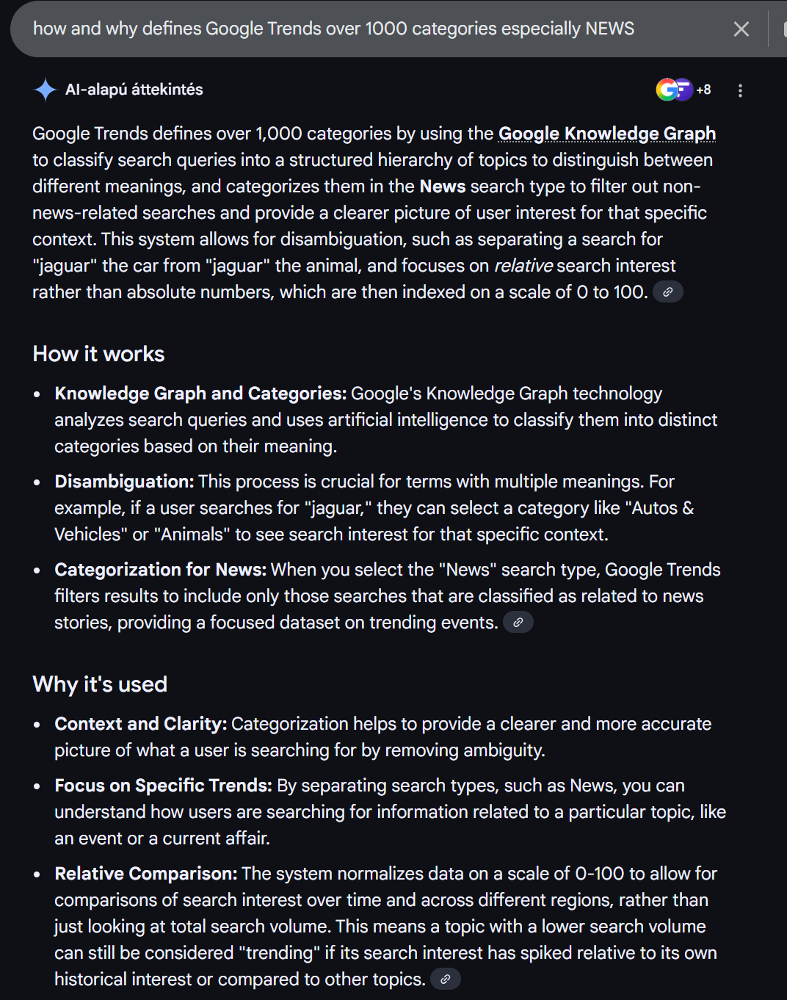 how and why defines Google Trends over 1000 categories especially NEWS
AI-alapú áttekintés
+8
Google Trends defines over 1,000 categories by using the Google Knowledge Graph
to classify search queries into a structured hierarchy of topics to distinguish between
different meanings, and categorizes them in the News search type to filter out non-
news-related searches and provide a clearer picture of user interest for that specific
context. This system allows for disambiguation, such as separating a search for
"jaguar" the car from "jaguar" the animal, and focuses on relative search interest
rather than absolute numbers, which are then indexed on a scale of 0 to 100.
How it works
• Knowledge Graph and Categories: Google's Knowledge Graph technology
analyzes search queries and uses artificial intelligence to classify them into distinct
categories based on their meaning.
• Disambiguation: This process is crucial for terms with multiple meanings. For
example, if a user searches for "jaguar," they can select a category like "Autos &
Vehicles" or "Animals" to see search interest for that specific context.
• Categorization for News: When you select the "News" search type, Google Trends
filters results to include only those searches that are classified as related to news
stories, providing a focused dataset on trending events.
Why it's used
• Context and Clarity: Categorization helps to provide a clearer and more accurate
picture of what a user is searching for by removing ambiguity.
• Focus on Specific Trends: By separating search types, such as News, you can
understand how users are searching for information related to a particular topic, like
an event or a current affair.
• Relative Comparison: The system normalizes data on a scale of 0-100 to allow for
comparisons of search interest over time and across different regions, rather than
just looking at total search volume. This means a topic with a lower search volume
can still be considered "trending" if its search interest has spiked relative to its own
historical interest or compared to other topics.